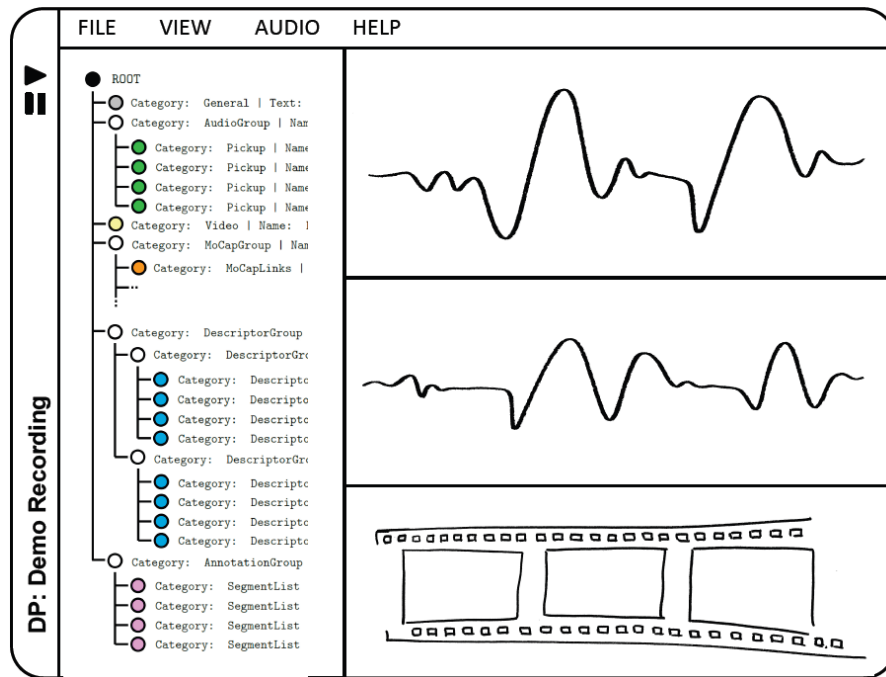 FILE VIEW AUDIO HELP
DP: Demo Recording
ROOT
Category: General | Text:
Category: AudioGroup | Nam
Category: Pickup | Name
Category: Pickup | Name
Category: Pickup | Name
Category: Pickup | Name
Category: Video | Name:
Category: MoCapGroup | Nam
Category: MoCapLinks |
..
Category: DescriptorGroup
Category: DescriptorGro
Category: Descripto
Category: Descripto
Category: Descripto
Category: Descripto
Category: DescriptorGro
Category: Descripto
Category: Descripto
Category: Descripto
Category: Descripto
Category: AnnotationGroup
Category: SegmentList
Category: SegmentList
Category: SegmentList
Category: SegmentList